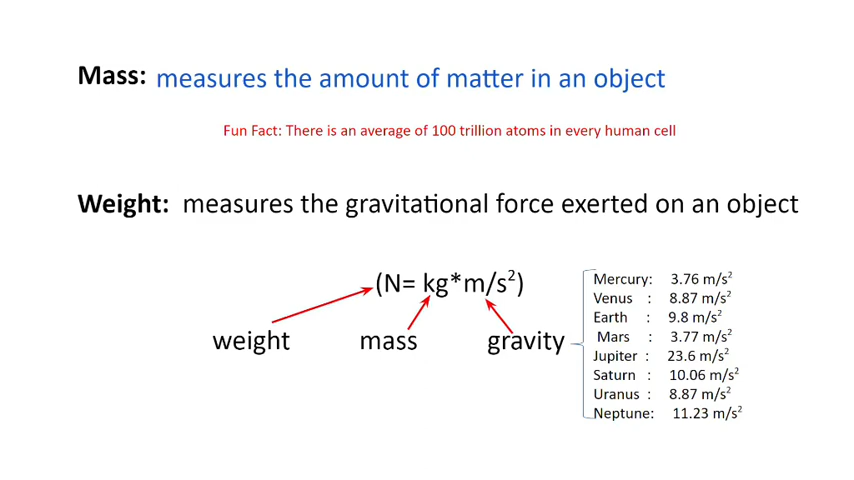 Mass: measures the amount of matter in an object
Fun Fact: There is an average of 100 trillion atoms in every human cell
Weight: measures the gravitational force exerted on an object
(N= kg*m/s²)
weight mass gravity
Mercury: 3.76 m/s²
Venus : 8.87 m/s²
Earth : 9.8 m/s²
Mars : 3.77 m/s²
Jupiter : 23.6 m/s²
Saturn : 10.06 m/s²
Uranus : 8.87 m/s²
Neptune: 11.23 m/s²